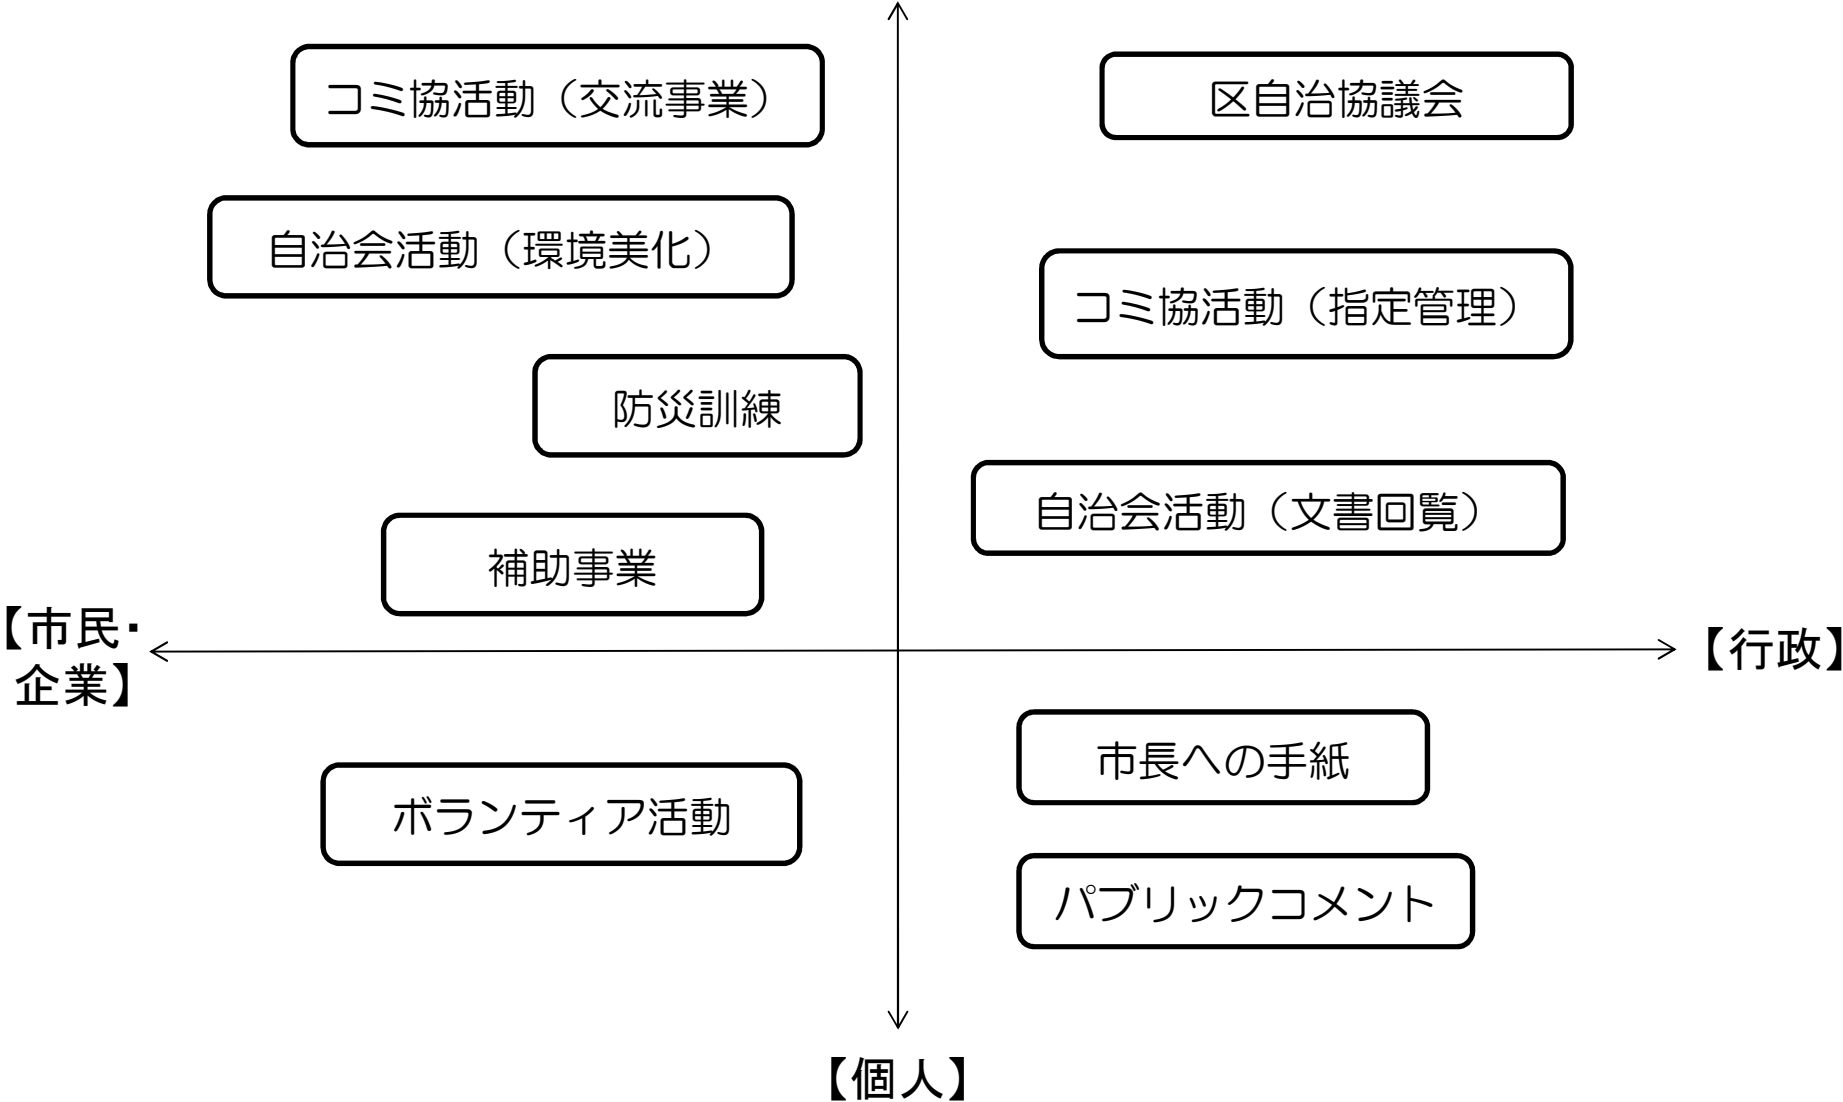 コミ協活動（交流事業）
区自治協議会
自治会活動（環境美化）
コミ協活動（指定管理）
防災訓練
自治会活動（文書回覧）
補助事業
【市民・
企業】
【行政】
市長への手紙
ボランティア活動
パブリックコメント
【個人】